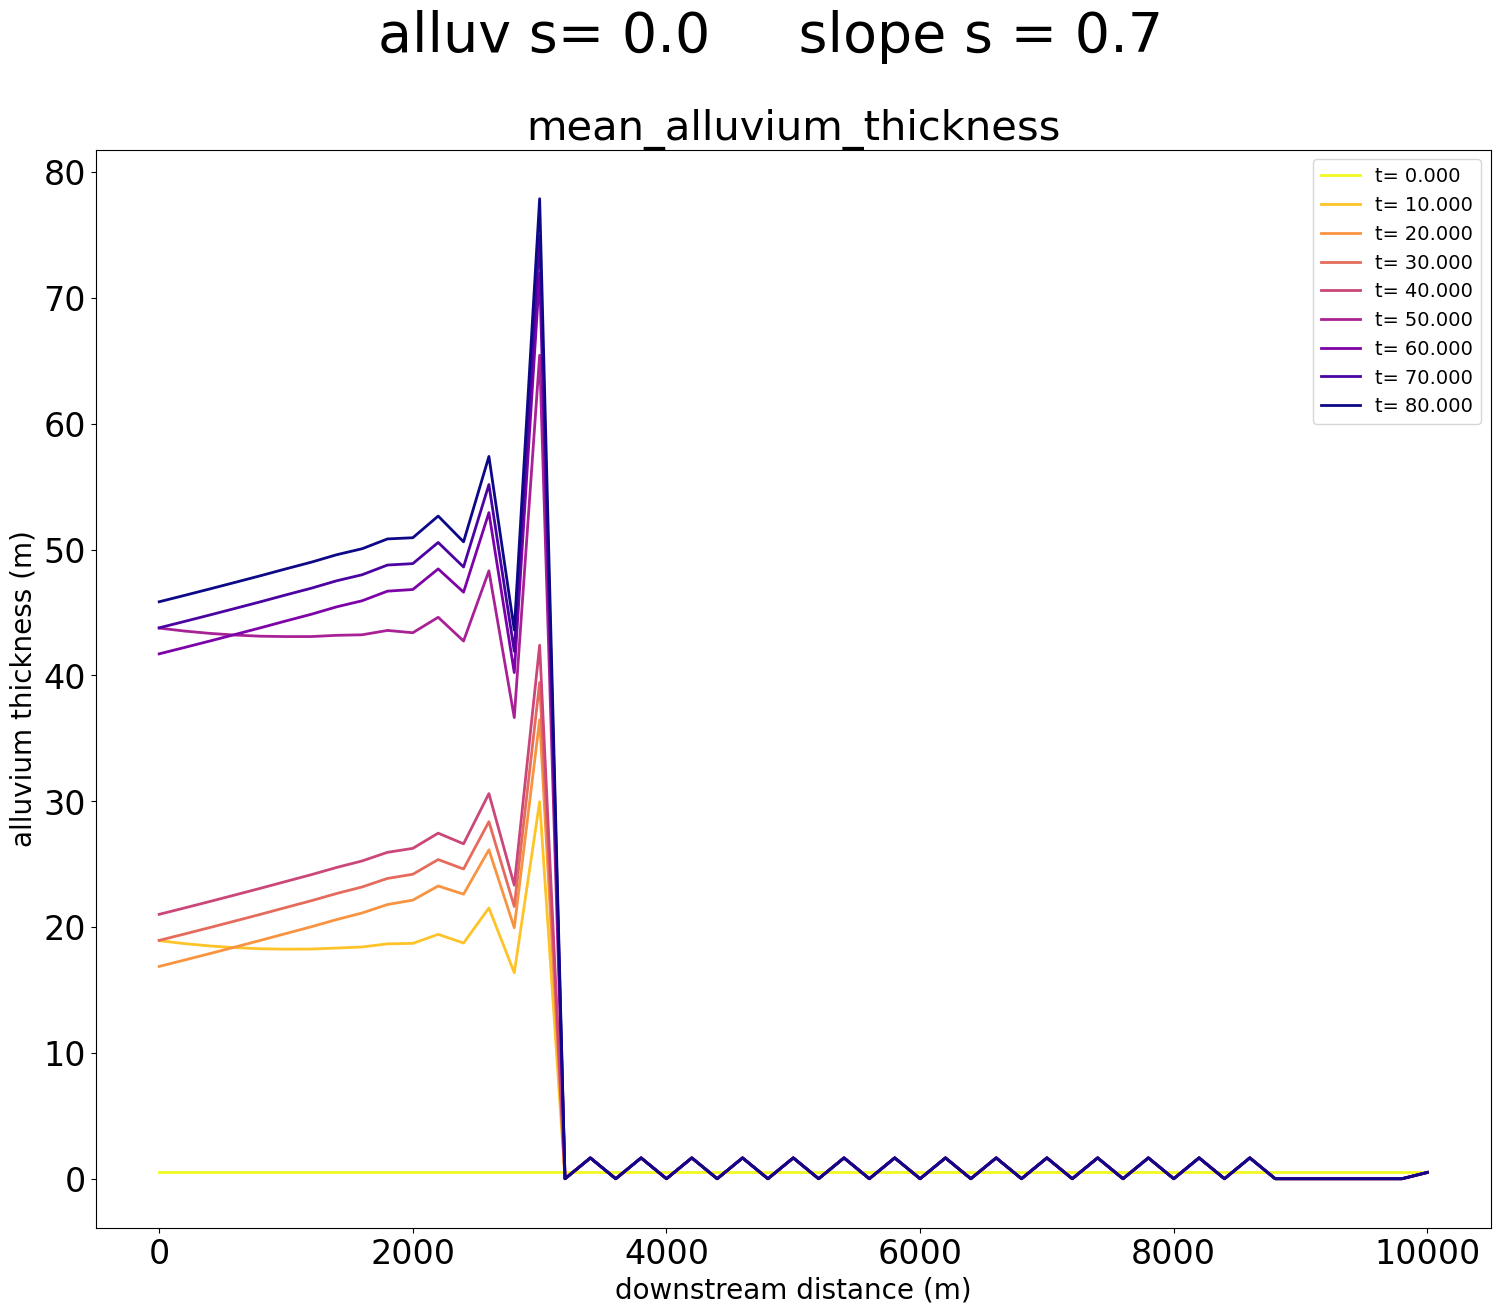 alluv s= 0.0     slope s = 0.7
mean_alluvium_thickness
alluvium thickness (m)
80
70
60
50
40
30
20
10
0
t= 0.000
t= 10.000
t= 20.000
t= 30.000
t= 40.000
t= 50.000
t= 60.000
t= 70.000
t= 80.000
0 2000 4000 6000 8000 10000
downstream distance (m)